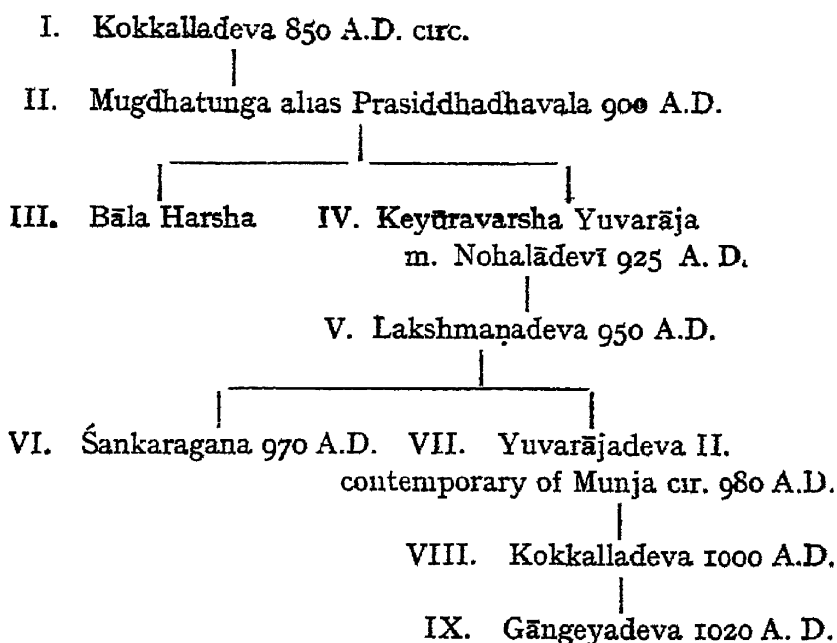 I. Kokkalladeva 850 A.D. circ.
II. Mugdhatunga alias Prasiddhadhavala 900 A.D.
III. Bāla Harsha IV. Keyūravarsha Yuvarāja
m. Nohalādevī 925 A. D.
V. Lakshmaṇadeva 950 A.D.
VI. Śankaragana 970 A.D. VII. Yuvarājadeva II.
contemporary of Munja cir. 980 A.D.
VIII. Kokkalladeva 1000 A.D.
IX. Gāngeyadeva 1020 A. D.